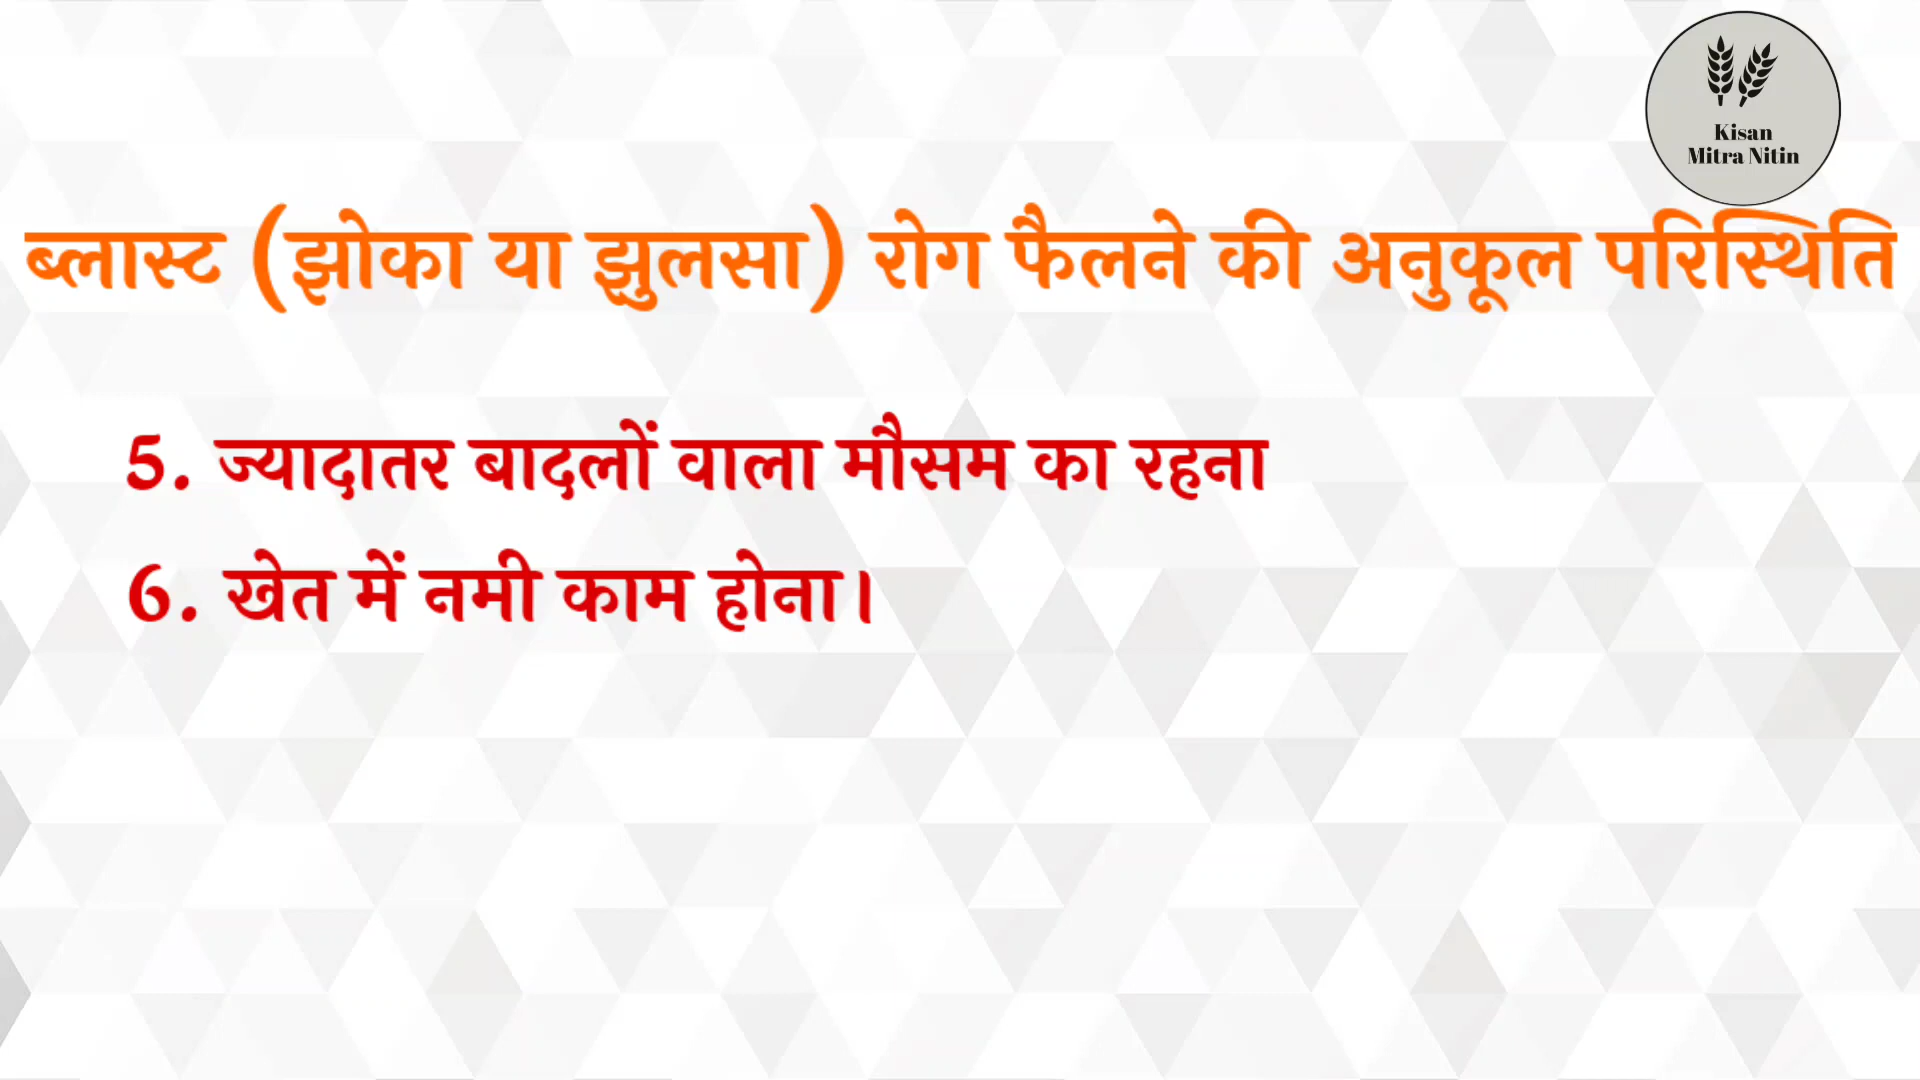 Kisan
Mitra Nitin
ब्लास्ट (झोका या झुलसा) रोग फैलने की अनुकूल परिस्थिति
5. ज्यादातर बादलों वाला मौसम का रहना
6. खेत में नमी काम होना।